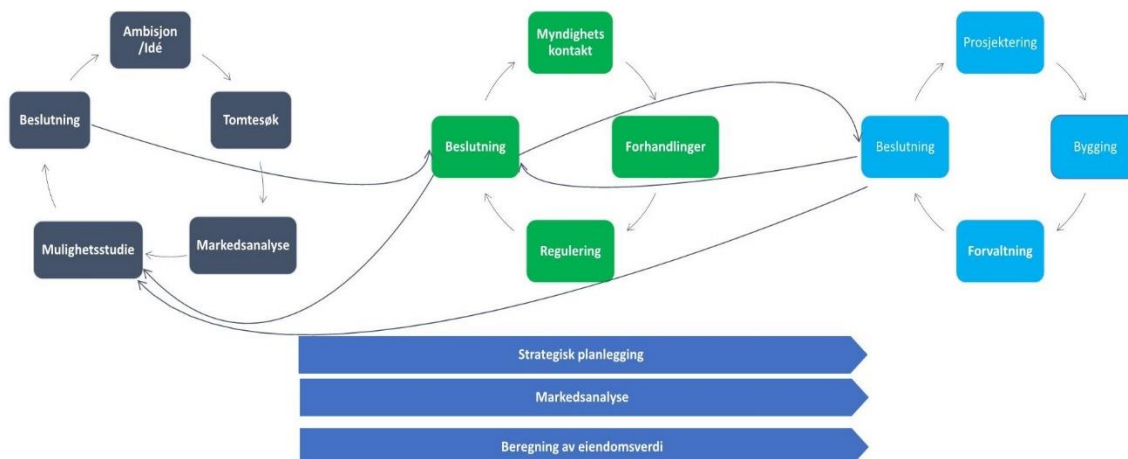 Ambisjon
/Idé
Tomtesøk
Markedsanalyse
Mulighetsstudie
Beslutning
Myndighets
kontakt
Forhandlinger
Regulering
Beslutning
Prosjektering
Bygging
Forvaltning
Beslutning
Strategisk planlegging
Markedsanalyse
Beregning av eiendomsverdi